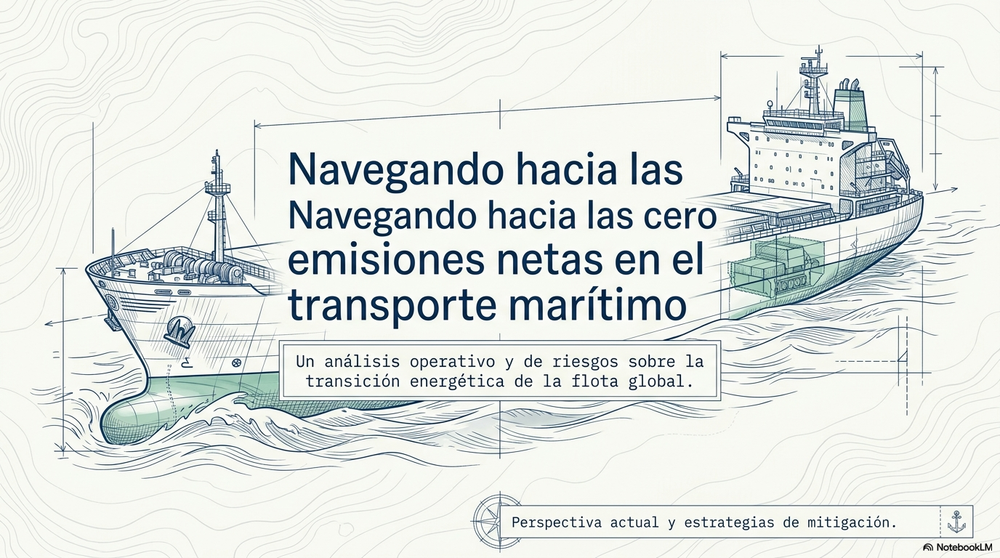 Navegando hacia las
Navegando hacia las cero
emisiones netas en el
transporte marítimo
Un análisis operativo y de riesgos sobre la
transición energética de la flota global.
Perspectiva actual y estrategias de mitigación.
NotebookLM